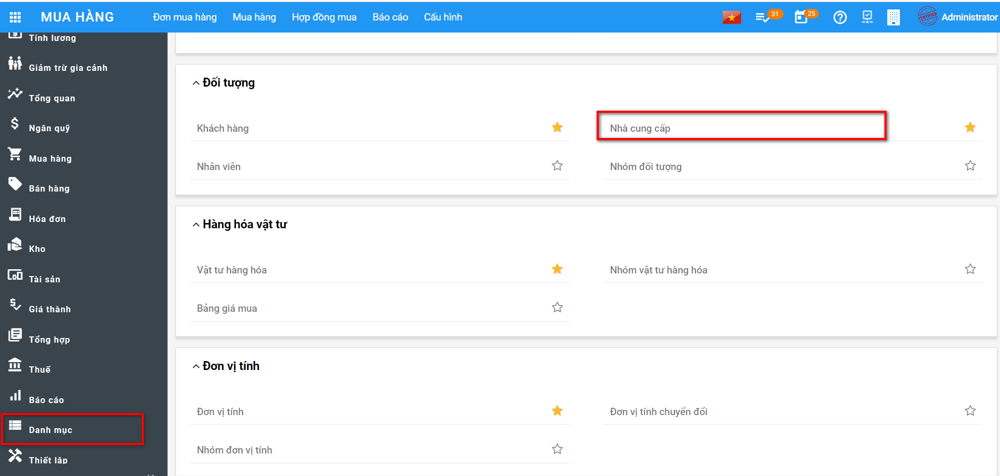 MUA HÀNG
Đơn mua hàng
Mua hàng
Hợp đồng mua
Báo cáo
Cấu hình
31
25
CERTIFIED
Administrator
Tính lương
Giảm trừ gia cảnh
Tổng quan
Ngân quỹ
Mua hàng
Bán hàng
Hóa đơn
Kho
Tài sản
Giá thành
Tổng hợp
Thuế
Báo cáo
Danh mục
Thiết lập
Đối tượng
Khách hàng
Nhà cung cấp
Nhân viên
Nhóm đối tượng
Hàng hóa vật tư
Vật tư hàng hóa
Nhóm vật tư hàng hóa
Bảng giá mua
Đơn vị tính
Đơn vị tính
Đơn vị tính chuyển đổi
Nhóm đơn vị tính